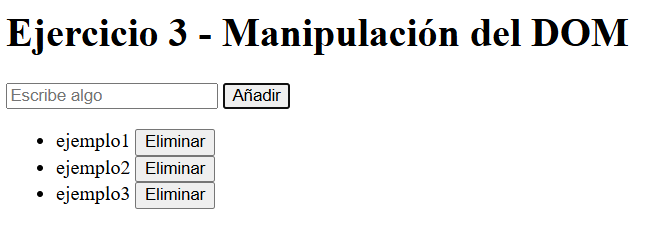 Ejercicio 3 - Manipulación del DOM
Escribe algo Añadir
ejemplo1 Eliminar
ejemplo2 Eliminar
ejemplo3 Eliminar